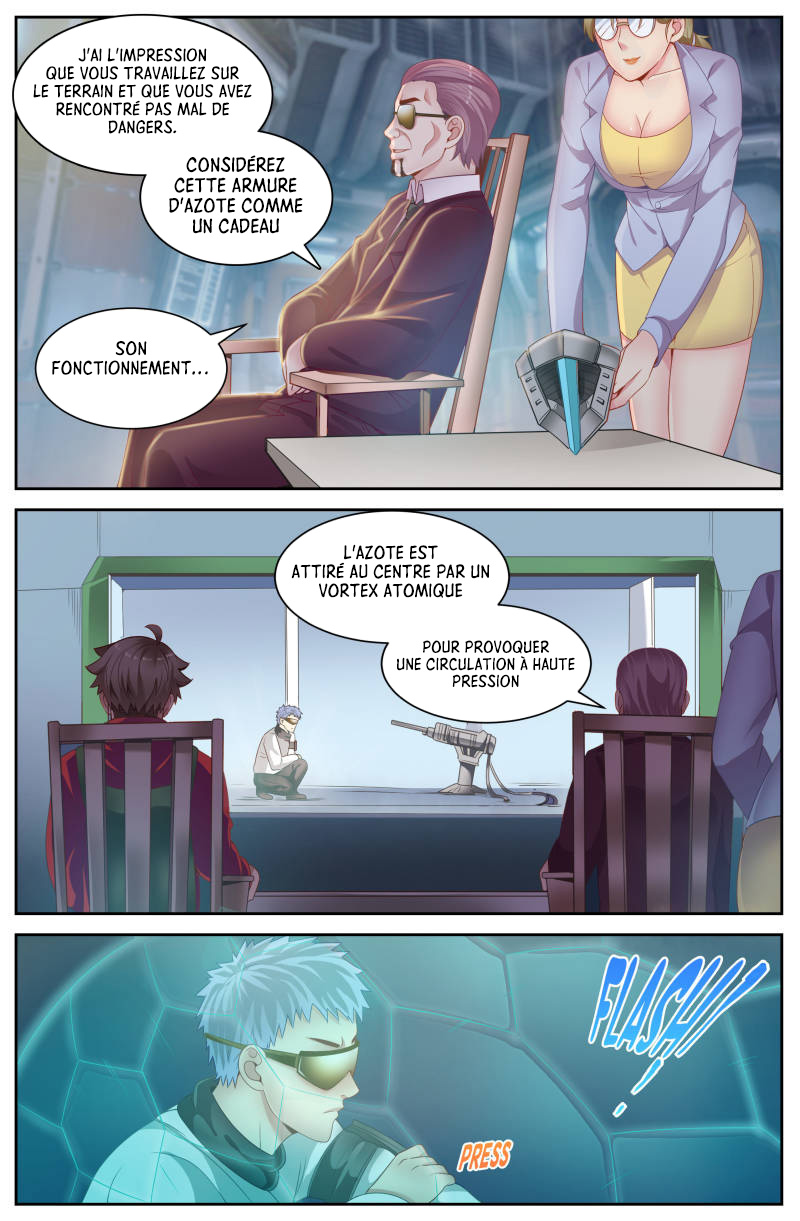 J'AI L'IMPRESSION
QUE VOUS TRAVAILLEZ SUR
LE TERRAIN ET QUE VOUS AVEZ
RENCONTRÉ PAS MAL DE
DANGERS.
CONSIDÉREZ
CETTE ARMURE
D'AZOTE COMME
UN CADEAU
SON
FONCTIONNEMENT...
L'AZOTE EST
ATTIRÉ AU CENTRE PAR UN
VORTEX ATOMIQUE
POUR PROVOQUER
UNE CIRCULATION À HAUTE
PRESSION
FLASH!!
PRESS